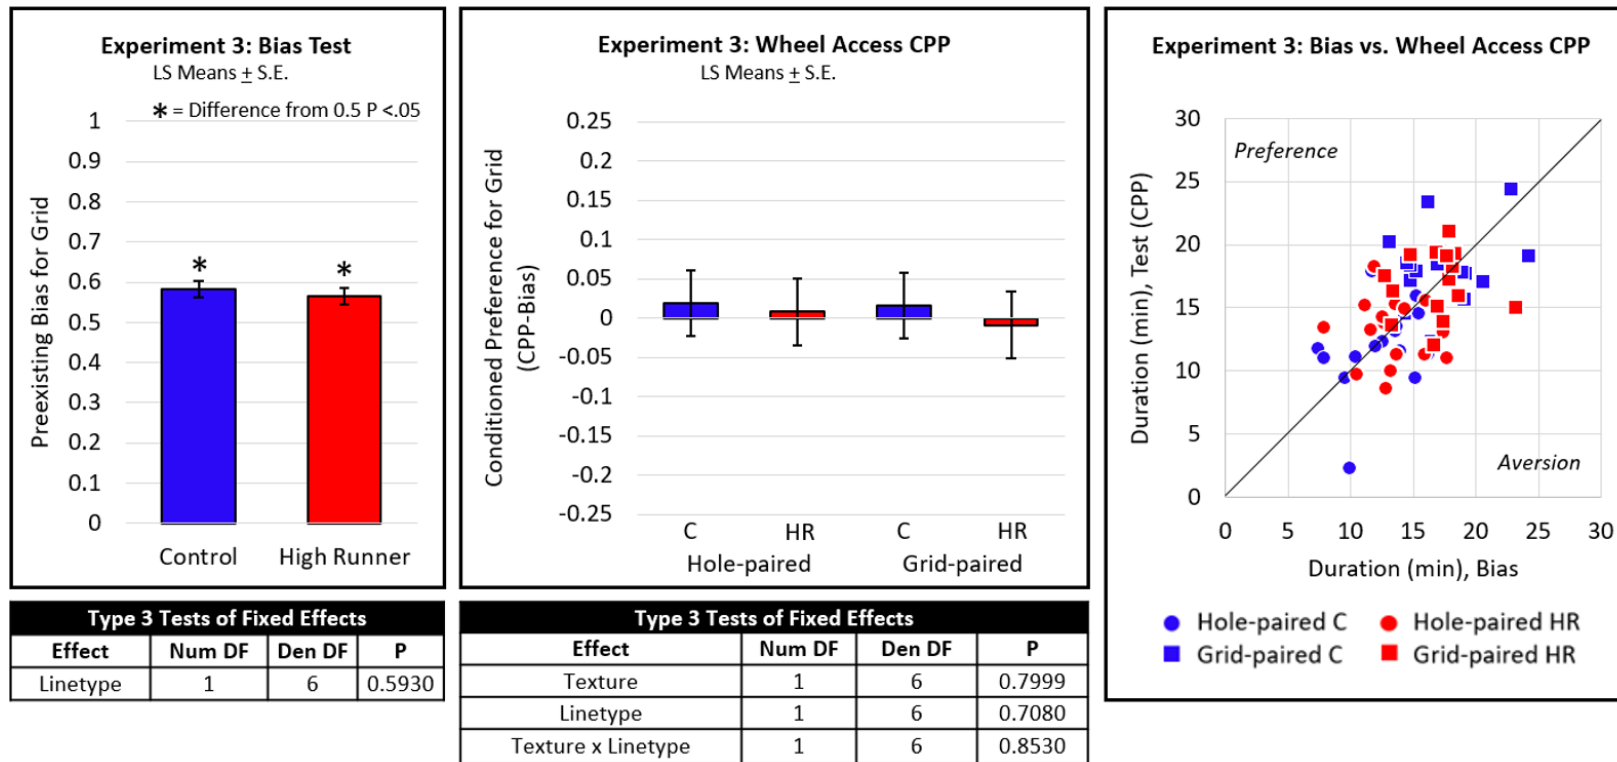 Experiment 3: Bias Test
LS Means ± S.E.
* = Difference from 0.5 P <.05
Preexisting Bias for Grid
1
0.9
0.8
0.7
0.6
0.5
0.4
0.3
0.2
0.1
0
*
*
Control High Runner
Type 3 Tests of Fixed Effects
Effect Num DF Den DF P
Linetype 1 6 0.5930
Experiment 3: Wheel Access CPP
LS Means ± S.E.
Conditioned Preference for Grid
(CPP-Bias)
0.25
0.2
0.15
0.1
0.05
0
-0.05
-0.1
-0.15
-0.2
-0.25
C HR C HR
Hole-paired Grid-paired
Type 3 Tests of Fixed Effects
Effect Num DF Den DF P
Texture 1 6 0.7999
Linetype 1 6 0.7080
Texture x Linetype 1 6 0.8530
Experiment 3: Bias vs. Wheel Access CPP
Duration (min), Test (CPP)
30
25
20
15
10
5
0
Preference
Aversion
0 5 10 15 20 25 30
Duration (min), Bias
Hole-paired C Hole-paired HR
Grid-paired C Grid-paired HR